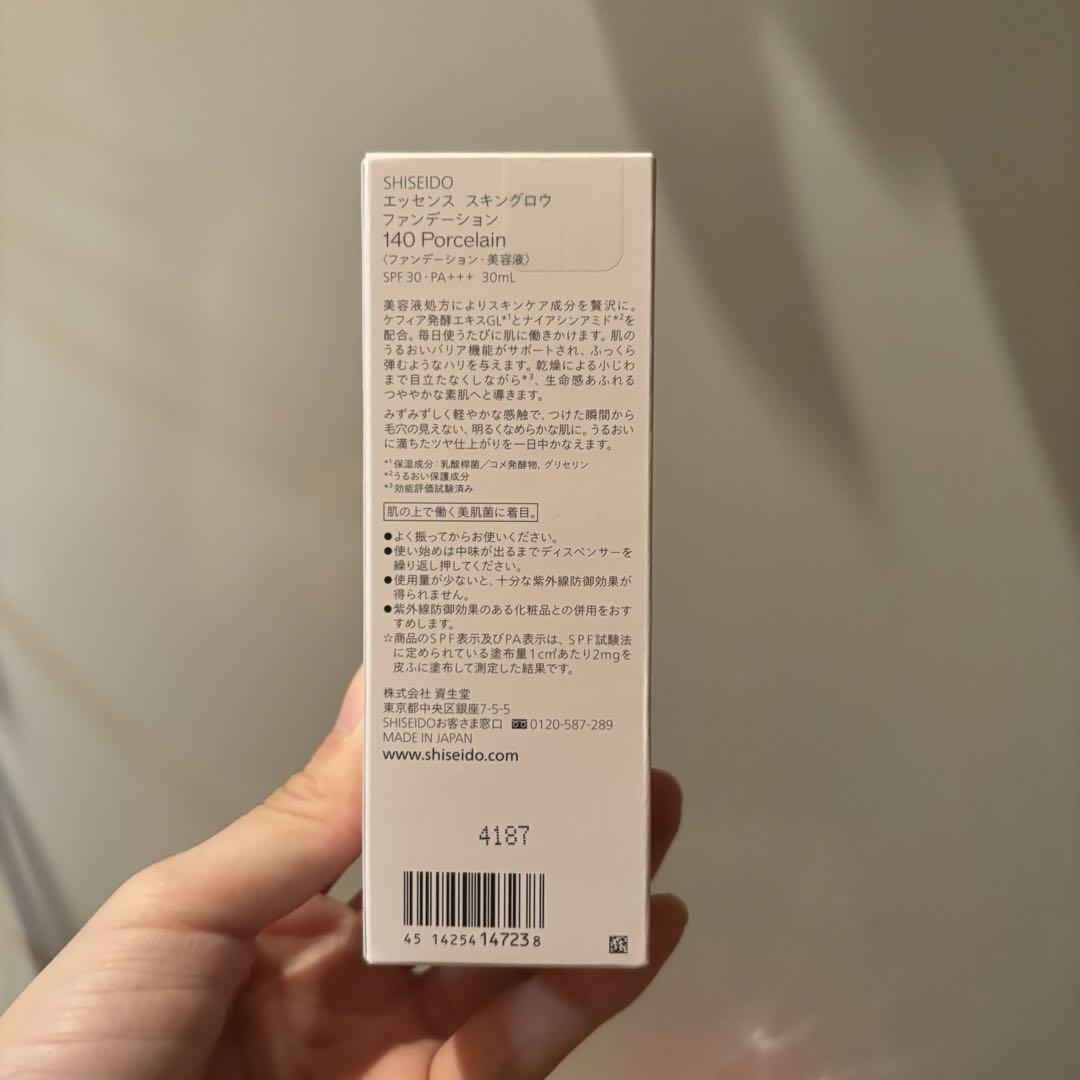 SHISEIDO
エッセンス スキングロウ
ファンデーション
140 Porcelain
〈ファンデーション・美容液〉
SPF 30・PA+++ 30mL
美容液処方によりスキンケア成分を贅沢に。
ケフィア発酵エキスGL*1とナイアシンアミド*2を
配合。毎日使うたびに肌に働きかけます。肌の
うるおいバリア機能がサポートされ、ふっくら
弾むようなハリを与えます。乾燥による小じわ
まで目立たなくしながら*3、生命感あふれる
つややかな素肌へと導きます。
みずみずしく軽やかな感触で、つけた瞬間から
毛穴の見えない、明るくなめらかな肌に。うるおい
に満ちたツヤ仕上がりを一日中かなえます。
*1保湿成分：乳酸桿菌／コメ発酵物, グリセリン
*2うるおい保護成分
*3効能評価試験済み
肌の上で働く美肌菌に着目。
●よく振ってからお使いください。
●使い始めは中味が出るまでディスペンサーを
繰り返し押してください。
●使用量が少ないと、十分な紫外線防御効果が
得られません。
●紫外線防御効果のある化粧品との併用をおす
すめします。
☆商品のSPF表示及びPA表示は、SPF試験法
に定められている塗布量1c㎡あたり2mgを
皮ふに塗布して測定した結果です。
株式会社 資生堂
東京都中央区銀座7-5-5
SHISEIDOお客さま窓口 0120-587-289
MADE IN JAPAN
www.shiseido.com
4187
45 14254 14723 8